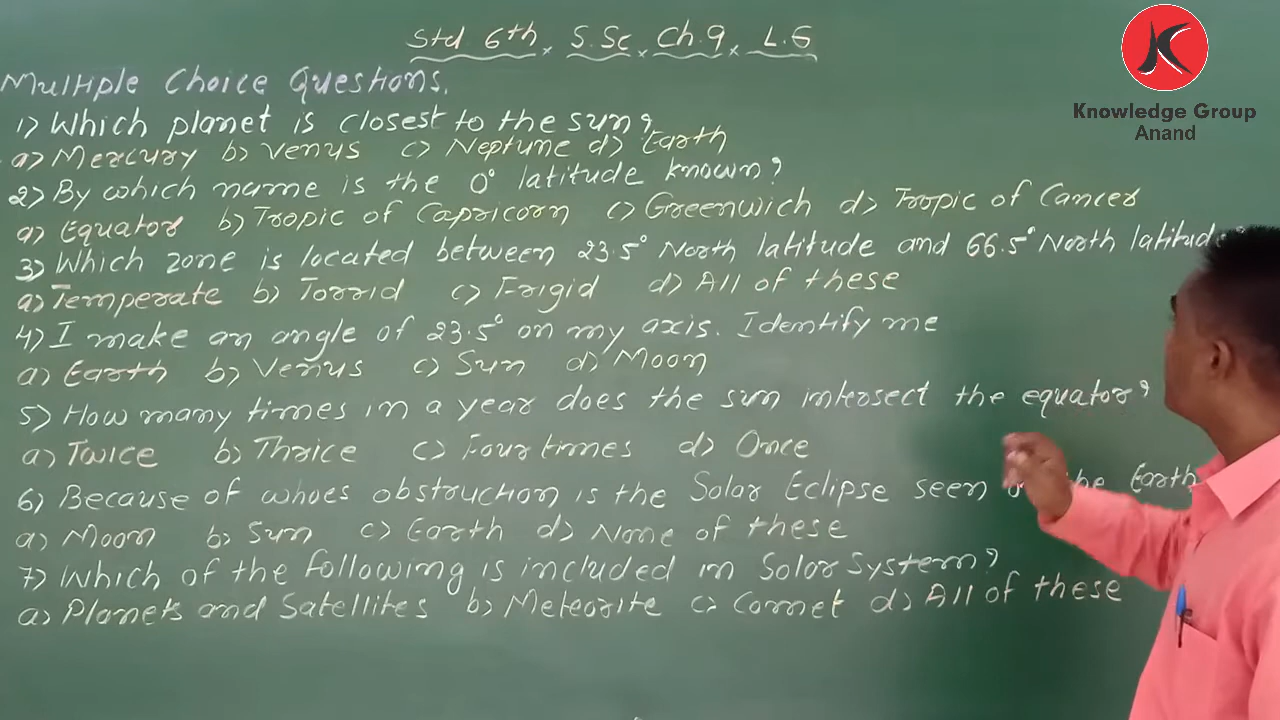 Std 6th x S.Sc x Ch.9 x L.6
Knowledge Group
Anand
Multiple Choice Questions.
1) Which planet is closest to the sun?
a) Mercury b) Venus c) Neptune d) Earth
2) By which name is the 0° latitude known?
a) Equator b) Tropic of Capricorn c) Greenwich d) Tropic of Cancer
3) Which zone is located between 23.5° North latitude and 66.5° North latitude?
a) Temperate b) Torrid c) Frigid d) All of these
4) I make an angle of 23.5° on my axis. Identify me
a) Earth b) Venus c) Sun d) Moon
5) How many times in a year does the sun intersect the equator?
a) Twice b) Thrice c) Four times d) Once
6) Because of whoes obstruction is the Solar Eclipse seen the Earth
a) Moon b) Sun c) Earth d) None of these
7) Which of the following is included in Solar System?
a) Planets and Satellites b) Meteorite c) Comet d) All of these